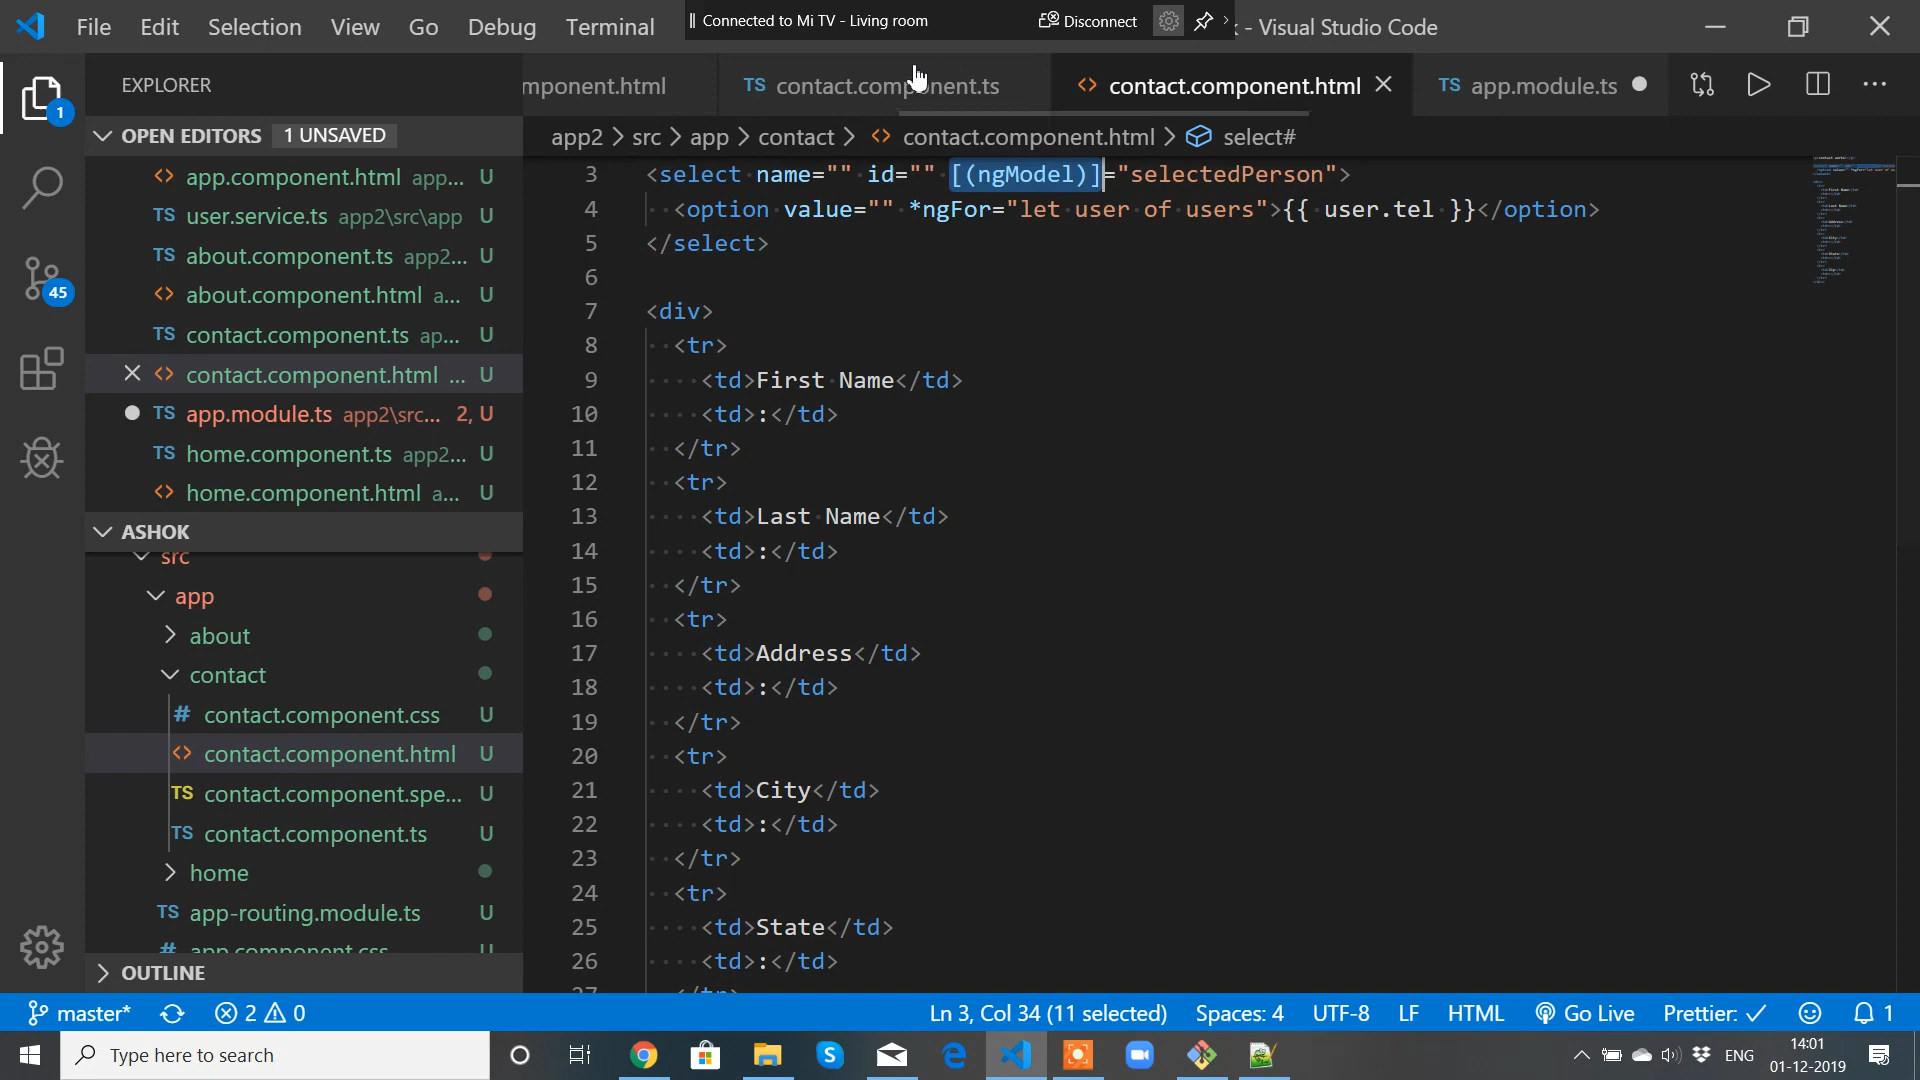 File Edit Selection View Go Debug Terminal
Connected to Mi TV - Living room Disconnect
- Visual Studio Code
EXPLORER
1
mponent.html
TS contact.component.ts
<> contact.component.html
TS app.module.ts
OPEN EDITORS 1 UNSAVED
app2 > src > app > contact > <> contact.component.html > select#
<> app.component.html app... U
TS user.service.ts app2\src\app U
TS about.component.ts app2... U
<> about.component.html a... U
TS contact.component.ts ap... U
<> contact.component.html ... U
TS app.module.ts app2\src... 2, U
TS home.component.ts app2... U
<> home.component.html a... U
45
ASHOK
src
app
about
contact
# contact.component.css U
<> contact.component.html U
TS contact.component.spe... U
TS contact.component.ts U
home
TS app-routing.module.ts U
# app.component.css U
OUTLINE
3 <select name="" id="" [(ngModel)]="selectedPerson">
4 <option value="" *ngFor="let user of users">{{ user.tel }}</option>
5 </select>
6
7 <div>
8 <tr>
9 <td>First Name</td>
10 <td>:</td>
11 </tr>
12 <tr>
13 <td>Last Name</td>
14 <td>:</td>
15 </tr>
16 <tr>
17 <td>Address</td>
18 <td>:</td>
19 </tr>
20 <tr>
21 <td>City</td>
22 <td>:</td>
23 </tr>
24 <tr>
25 <td>State</td>
26 <td>:</td>
27 </tr>
master* 2 0
Ln 3, Col 34 (11 selected) Spaces: 4 UTF-8 LF HTML Go Live Prettier: ✓ 1
Type here to search
ENG
14:01
01-12-2019